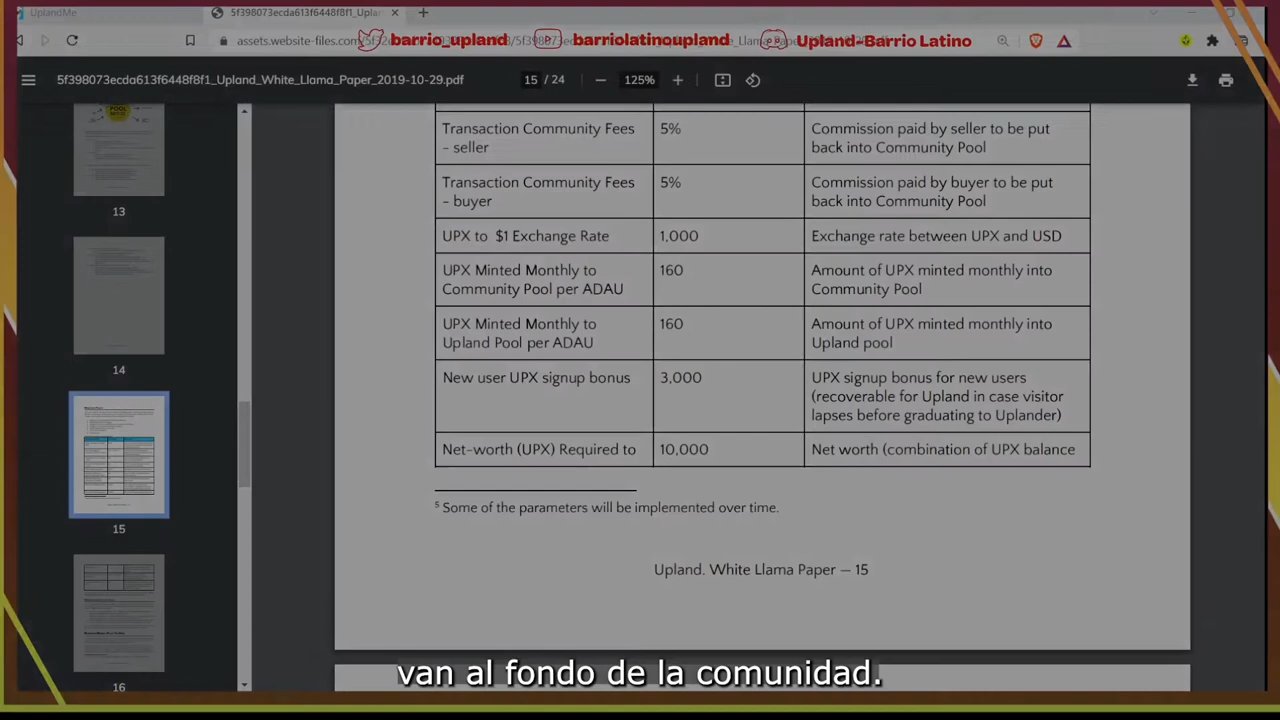 UplandMe
5f398073ecda613f6448f8f1_Upla
barrio_upland
barriolatinoupland
Upland-Barrio Latino
5f398073ecda613f6448f8f1_Upland_White_Llama_Paper_2019-10-29.pdf
15 / 24
125%
13
14
15
16
Transaction Community Fees
- seller
5%
Commission paid by seller to be put
back into Community Pool
Transaction Community Fees
- buyer
5%
Commission paid by buyer to be put
back into Community Pool
UPX to $1 Exchange Rate
1,000
Exchange rate between UPX and USD
UPX Minted Monthly to
Community Pool per ADAU
160
Amount of UPX minted monthly into
Community Pool
UPX Minted Monthly to
Upland Pool per ADAU
160
Amount of UPX minted monthly into
Upland pool
New user UPX signup bonus
3,000
UPX signup bonus for new users
(recoverable for Upland in case visitor
lapses before graduating to Uplander)
Net-worth (UPX) Required to
10,000
Net worth (combination of UPX balance
5 Some of the parameters will be implemented over time.
Upland. White Llama Paper — 15
van al fondo de la comunidad.